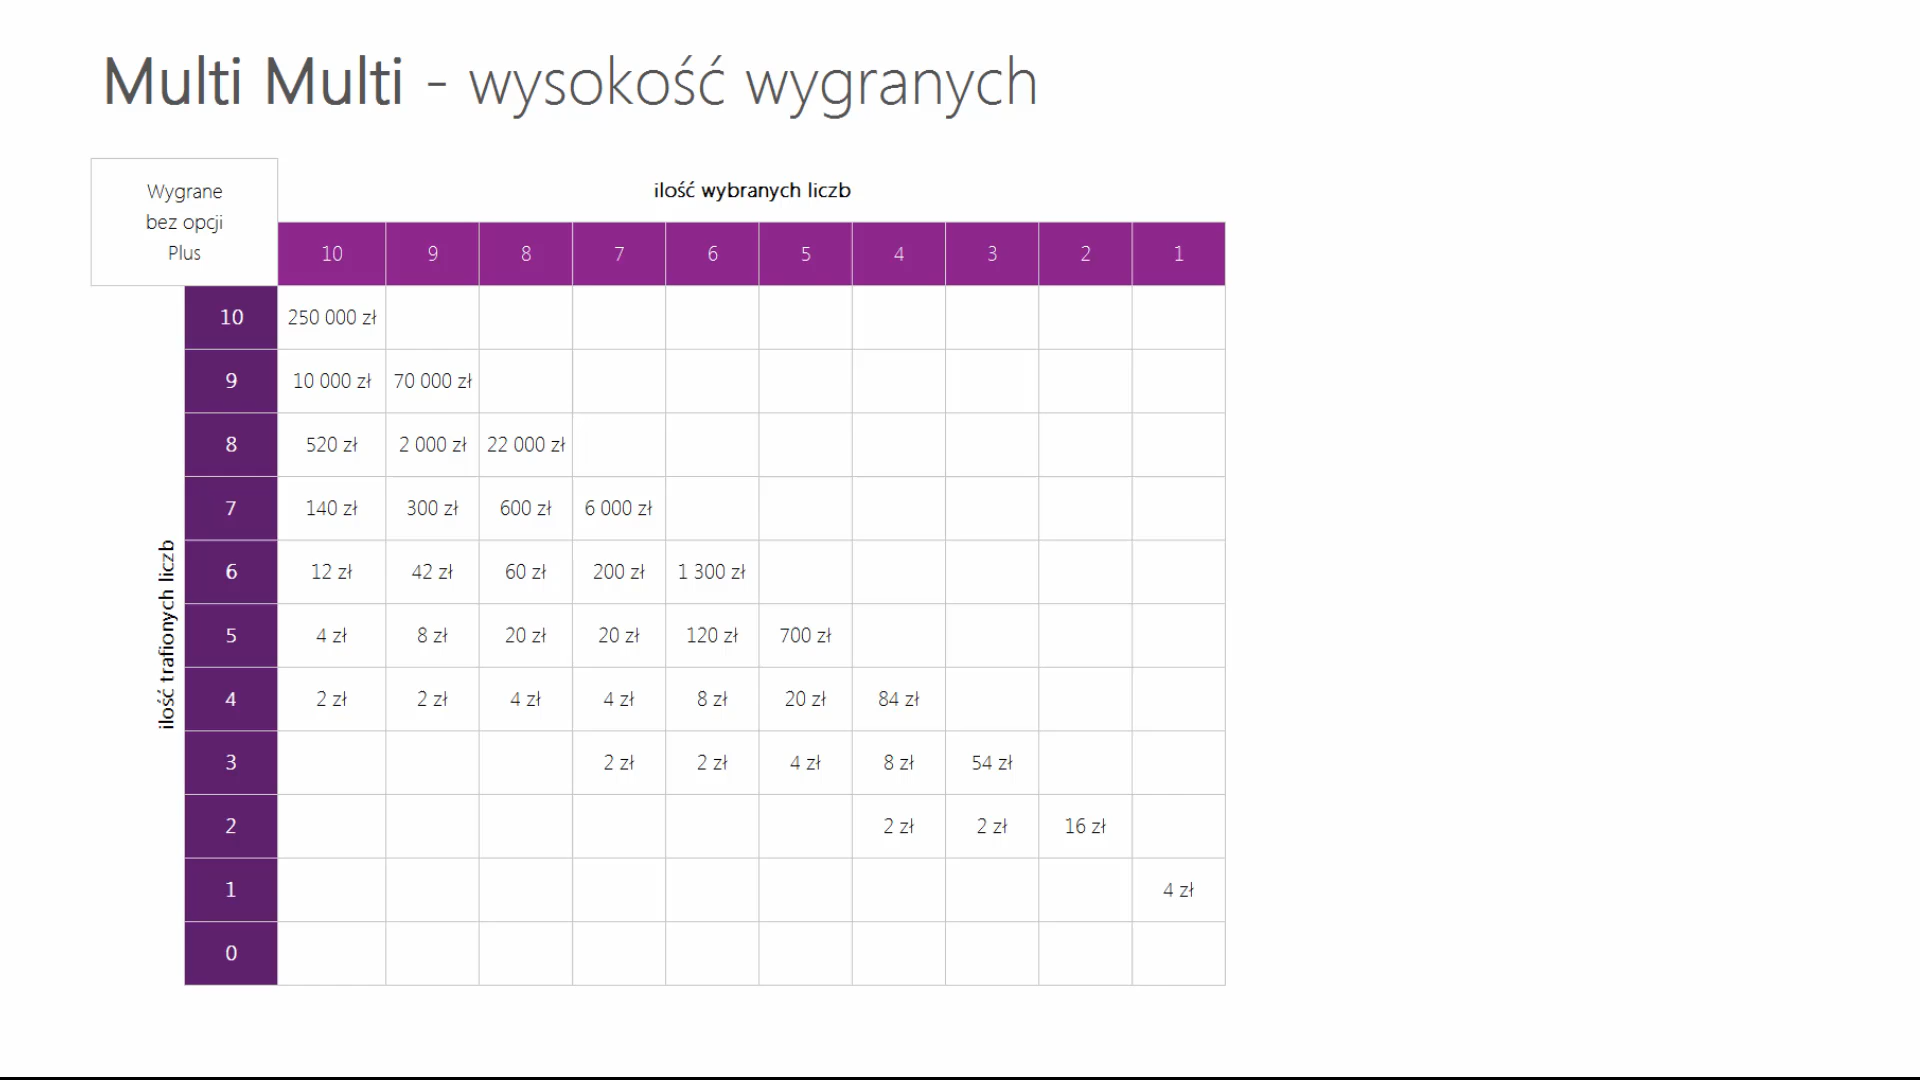 Multi Multi - wysokość wygranych
Wygrane
bez opcji
Plus
ilość wybranych liczb
10 9 8 7 6 5 4 3 2 1
ilość trafionych liczb
10 250 000 zł
9 10 000 zł 70 000 zł
8 520 zł 2 000 zł 22 000 zł
7 140 zł 300 zł 600 zł 6 000 zł
6 12 zł 42 zł 60 zł 200 zł 1 300 zł
5 4 zł 8 zł 20 zł 20 zł 120 zł 700 zł
4 2 zł 2 zł 4 zł 4 zł 8 zł 20 zł 84 zł
3 2 zł 2 zł 4 zł 8 zł 54 zł
2 2 zł 2 zł 16 zł
1 4 zł
0